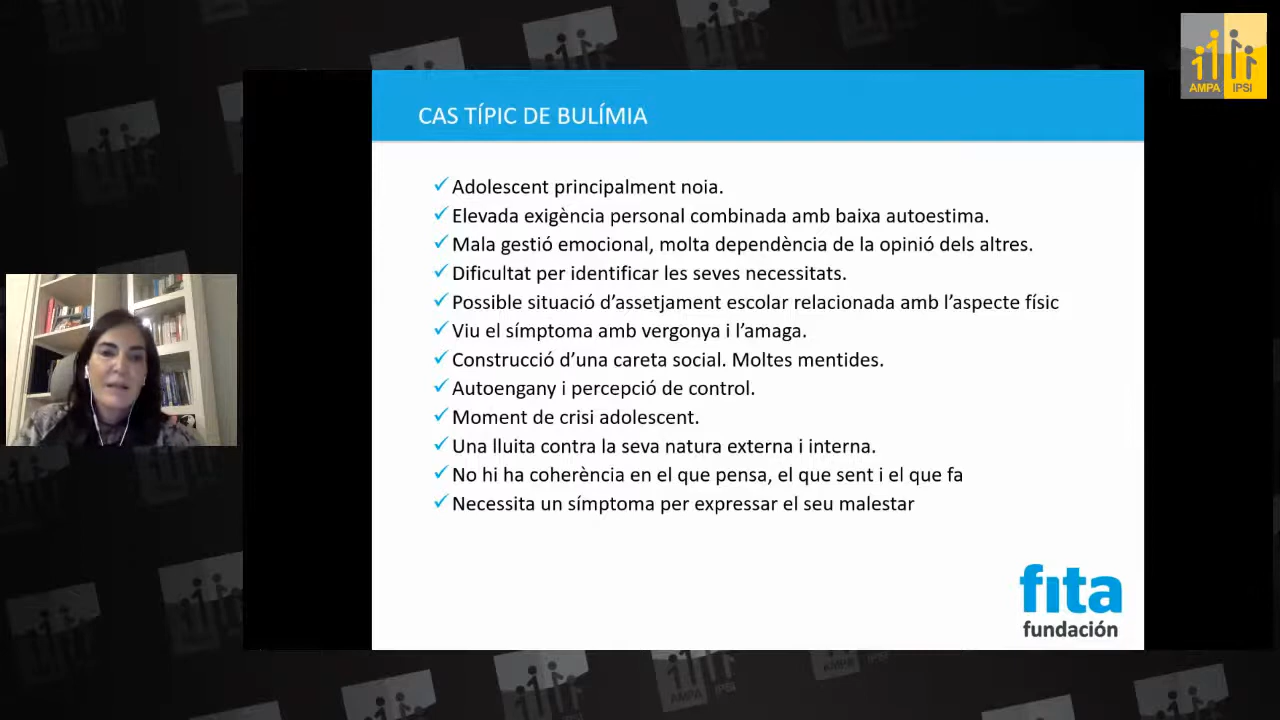 AMPA IPSI
CAS TÍPIC DE BULÍMIA
Adolescent principalment noia.
Elevada exigència personal combinada amb baixa autoestima.
Mala gestió emocional, molta dependència de la opinió dels altres.
Dificultat per identificar les seves necessitats.
Possible situació d’assetjament escolar relacionada amb l’aspecte físic
Viu el símptoma amb vergonya i l’amaga.
Construcció d’una careta social. Moltes mentides.
Autoengany i percepció de control.
Moment de crisi adolescent.
Una lluita contra la seva natura externa i interna.
No hi ha coherència en el que pensa, el que sent i el que fa
Necessita un símptoma per expressar el seu malestar
fita
fundación
AMPA IPSI
AMPA IPSI